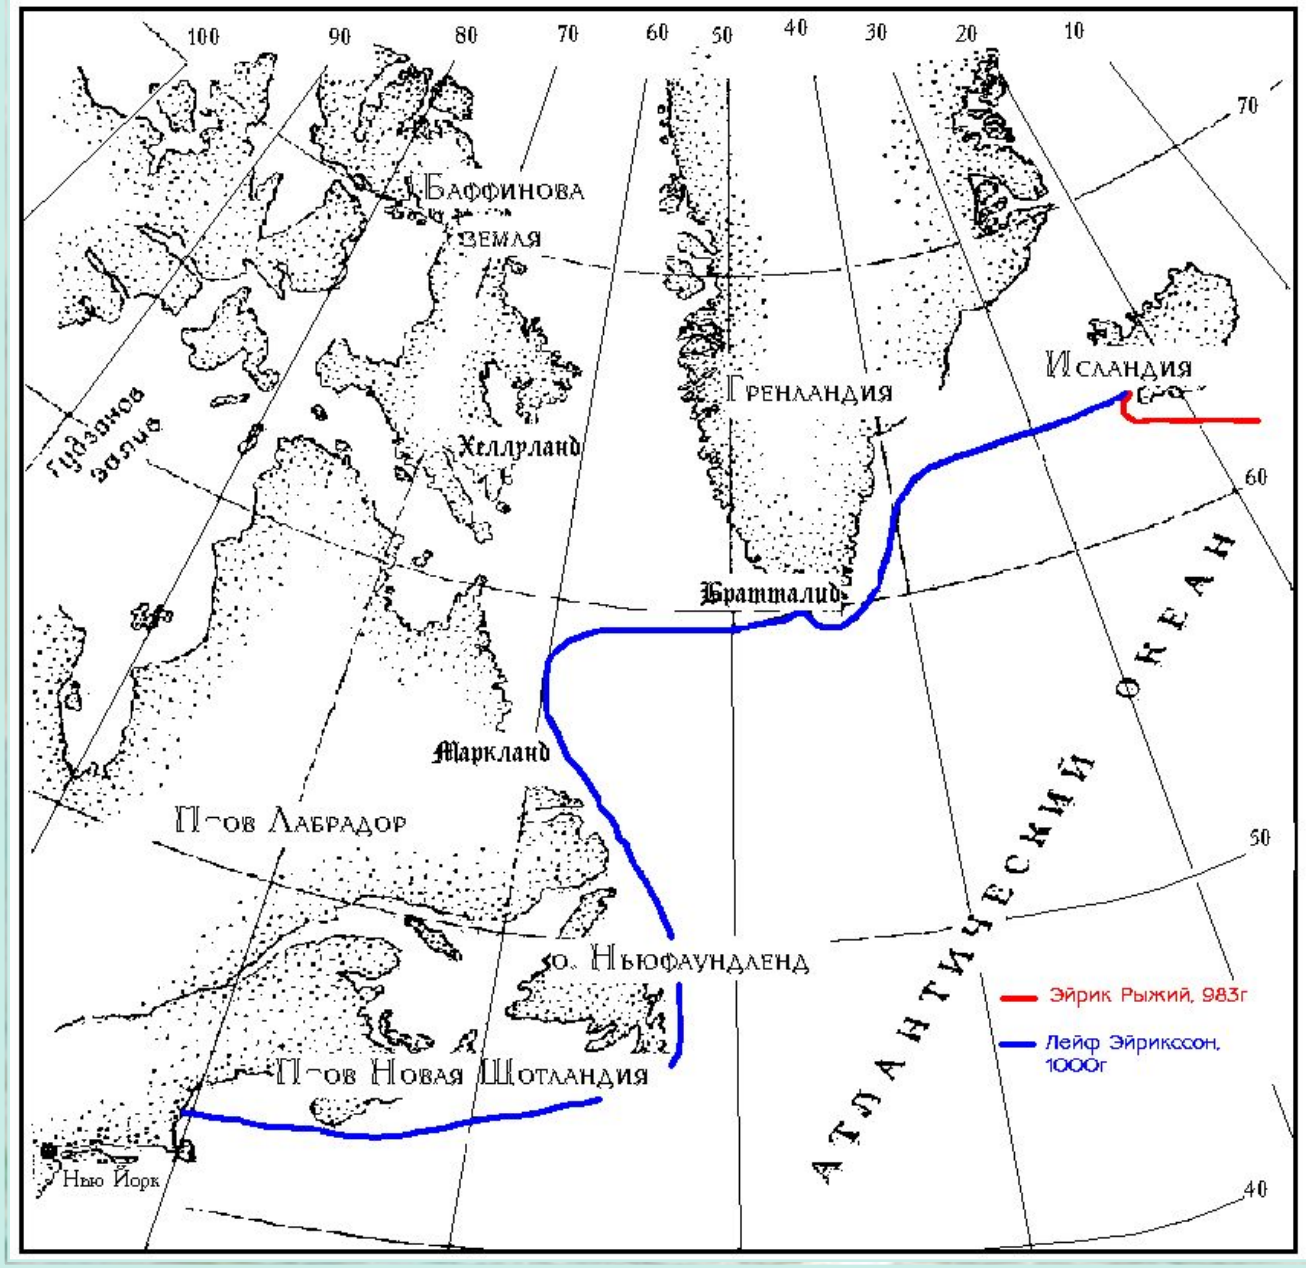 100 90 80 70 60 50 40 30 20 10
70
Баффинова
земля
Исландия
Гренландия
Гудзонов
залив
Хеллуланд
60
Братталид
Маркланд
П-ов Лабрадор
50
о. Ньюфаундленд
Атлантический океан
Эйрик Рыжий, 983г
Лейф Эйрикссон,
1000г
П-ов Новая Шотландия
Нью Йорк
40